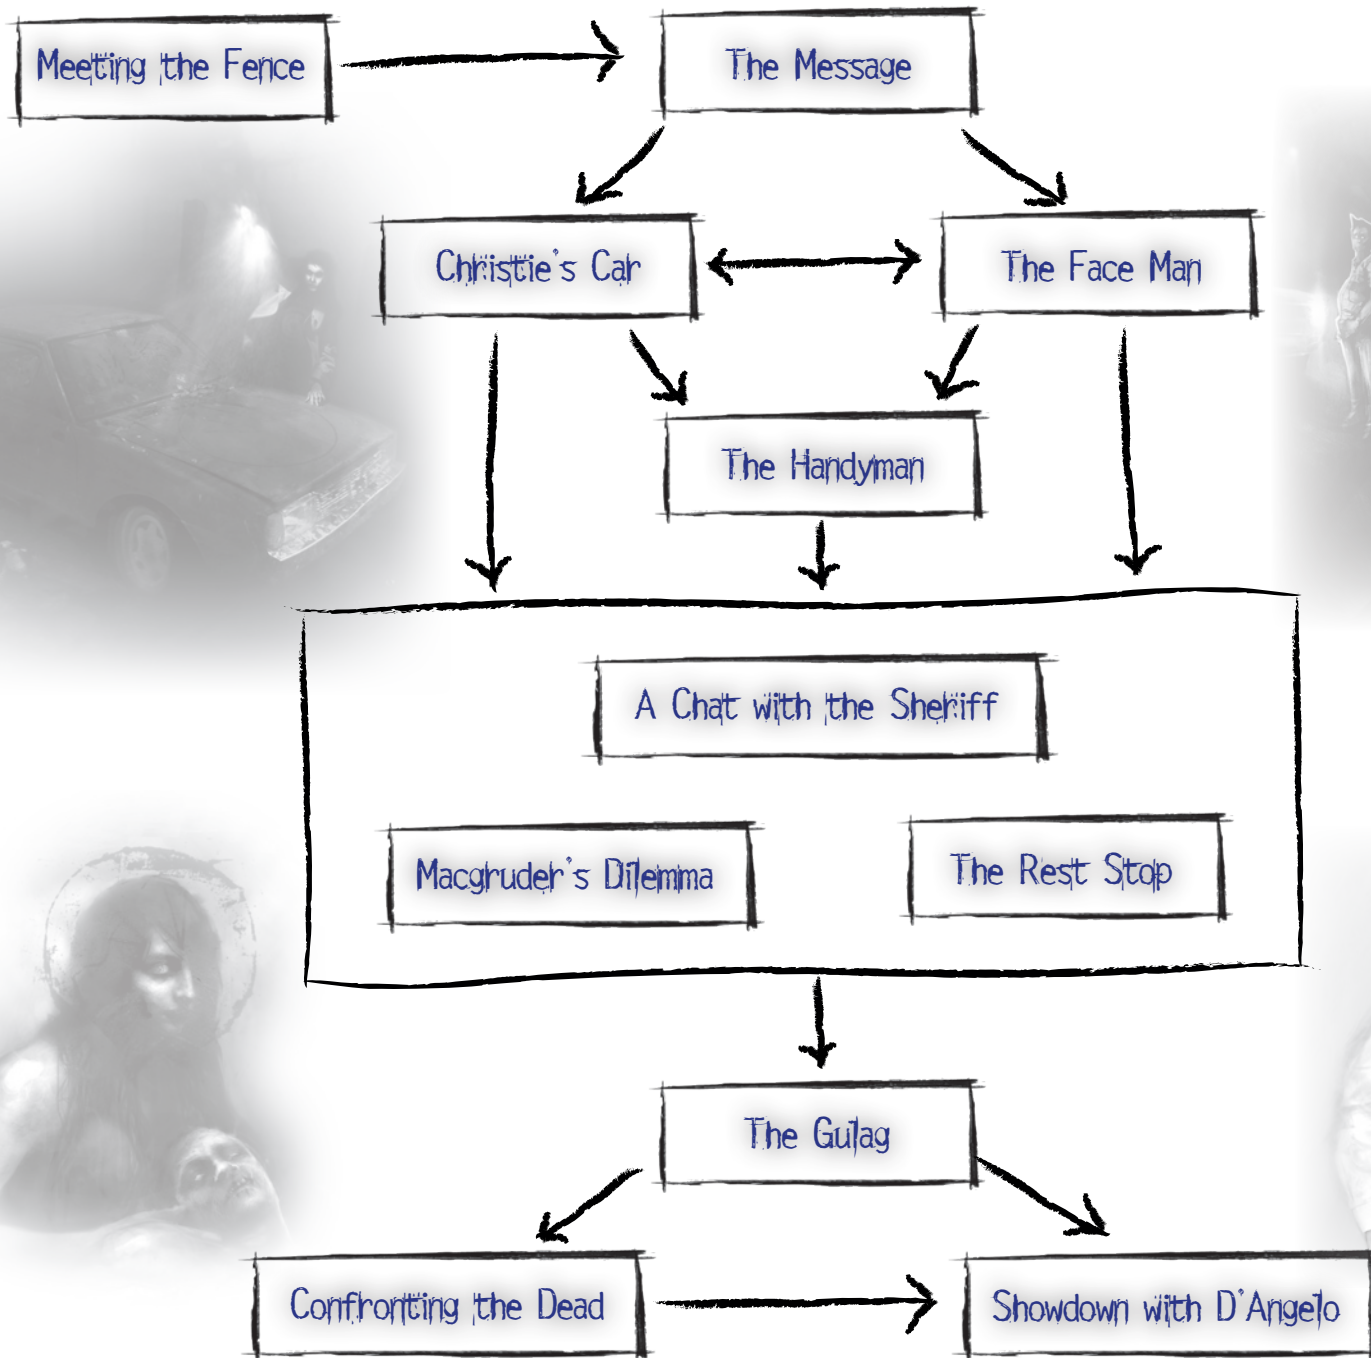 Meeting the Fence
The Message
Christie's Car
The Face Man
The Handyman
A Chat with the Sheriff
Macgruder's Dilemma
The Rest Stop
The Gulag
Confronting the Dead
Showdown with D'Angelo